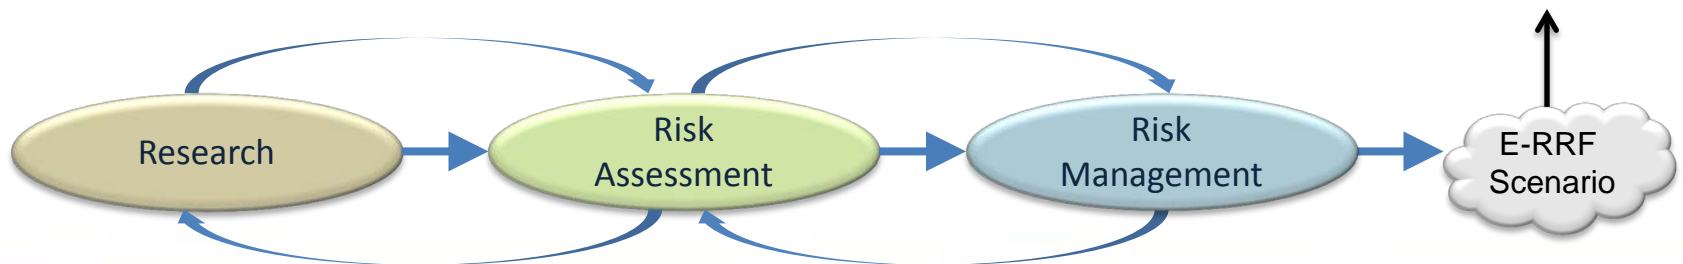 Research
Risk
Assessment
Risk
Management
E-RRF
Scenario